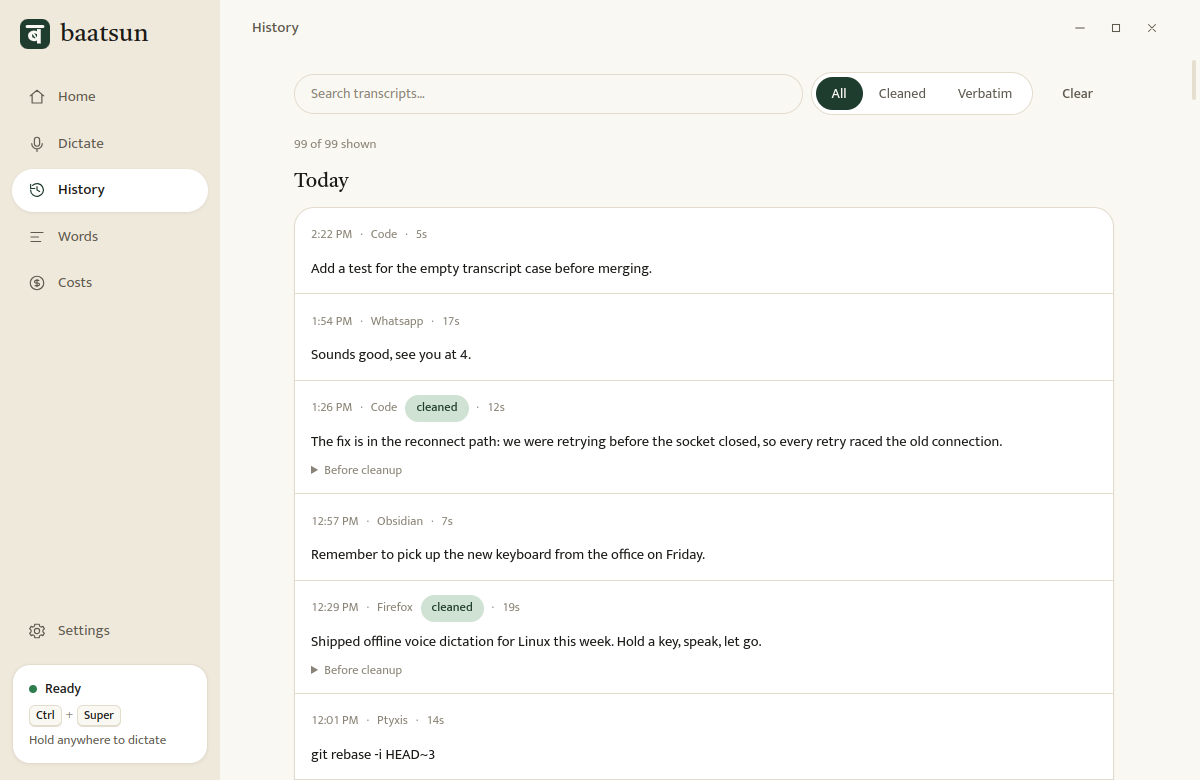 ब baatsun
Home
Dictate
History
Words
Costs
Settings
Ready
Ctrl + Super
Hold anywhere to dictate
History
Search transcripts...
All Cleaned Verbatim Clear
99 of 99 shown
Today
2:22 PM · Code · 5s
Add a test for the empty transcript case before merging.
1:54 PM · Whatsapp · 17s
Sounds good, see you at 4.
1:26 PM · Code cleaned · 12s
The fix is in the reconnect path: we were retrying before the socket closed, so every retry raced the old connection.
Before cleanup
12:57 PM · Obsidian · 7s
Remember to pick up the new keyboard from the office on Friday.
12:29 PM · Firefox cleaned · 19s
Shipped offline voice dictation for Linux this week. Hold a key, speak, let go.
Before cleanup
12:01 PM · Ptyxis · 14s
git rebase -i HEAD~3